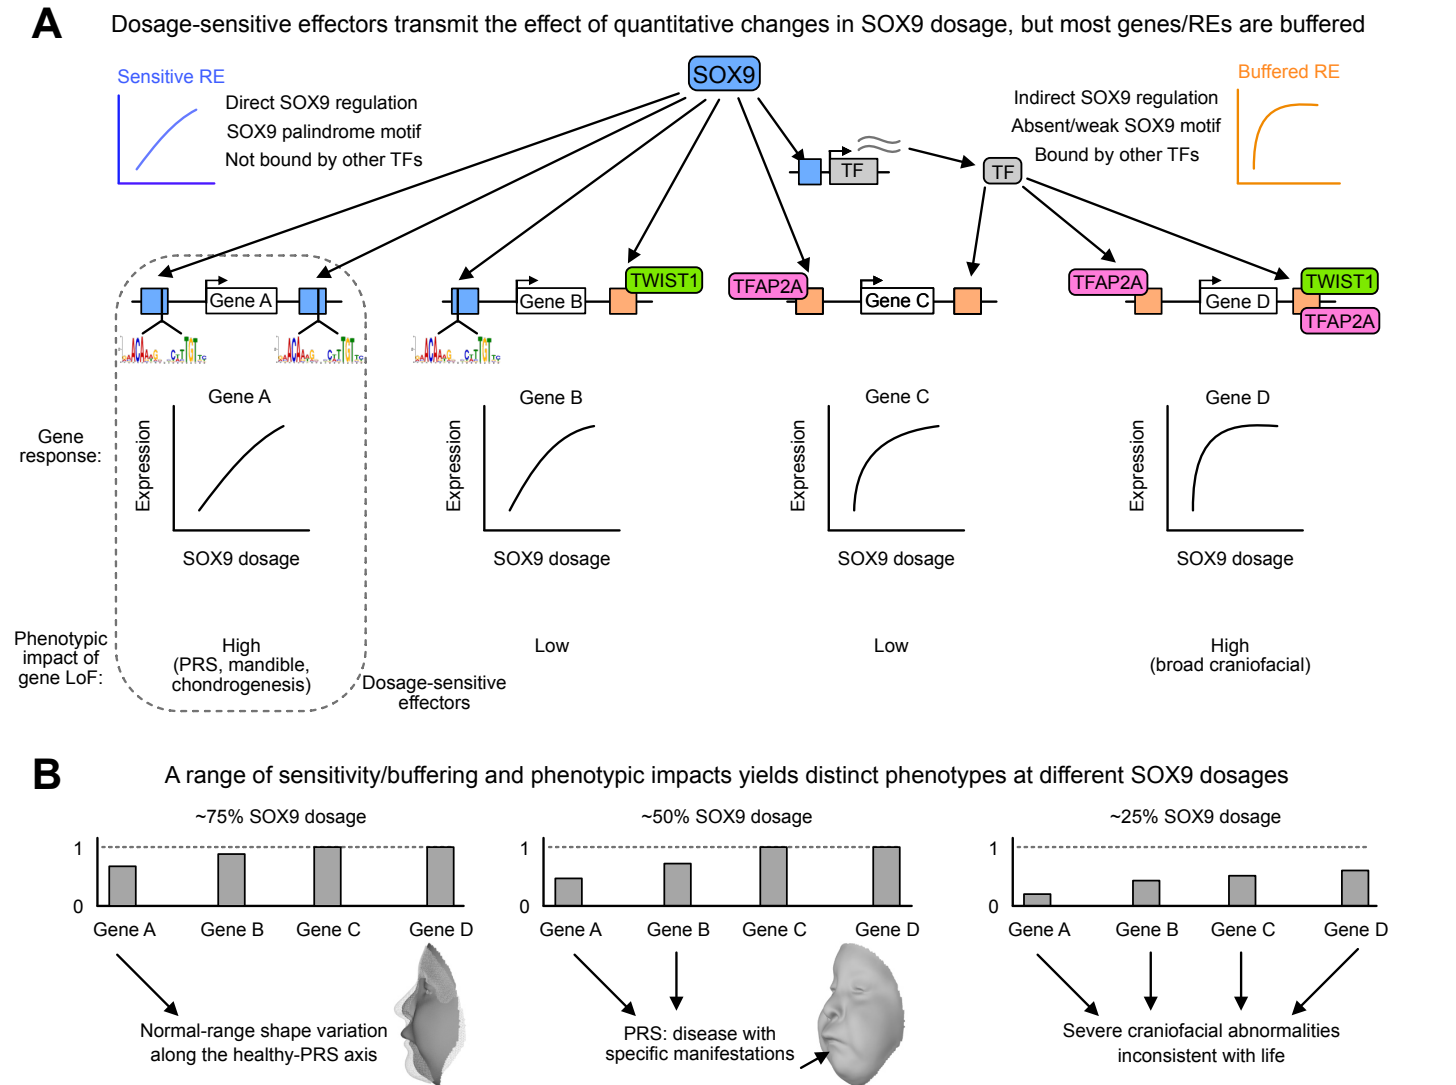 A
Dosage-sensitive effectors transmit the effect of quantitative changes in SOX9 dosage, but most genes/REs are buffered
Sensitive RE
Direct SOX9 regulation
SOX9 palindrome motif
Not bound by other TFs
SOX9
TF
TF
Indirect SOX9 regulation
Absent/weak SOX9 motif
Bound by other TFs
Buffered RE
Gene A
Gene B
TWIST1
TFAP2A
Gene C
TFAP2A
Gene D
TWIST1
TFAP2A
Gene
response:
Gene A
Expression
SOX9 dosage
Gene B
Expression
SOX9 dosage
Gene C
Expression
SOX9 dosage
Gene D
Expression
SOX9 dosage
Phenotypic
impact of
gene LoF:
High
(PRS, mandible,
chondrogenesis)
Dosage-sensitive
effectors
Low
Low
High
(broad craniofacial)
B
A range of sensitivity/buffering and phenotypic impacts yields distinct phenotypes at different SOX9 dosages
~75% SOX9 dosage
1
0
Gene A Gene B Gene C Gene D
Normal-range shape variation
along the healthy-PRS axis
~50% SOX9 dosage
1
0
Gene A Gene B Gene C Gene D
PRS: disease with
specific manifestations
~25% SOX9 dosage
1
0
Gene A Gene B Gene C Gene D
Severe craniofacial abnormalities
inconsistent with life